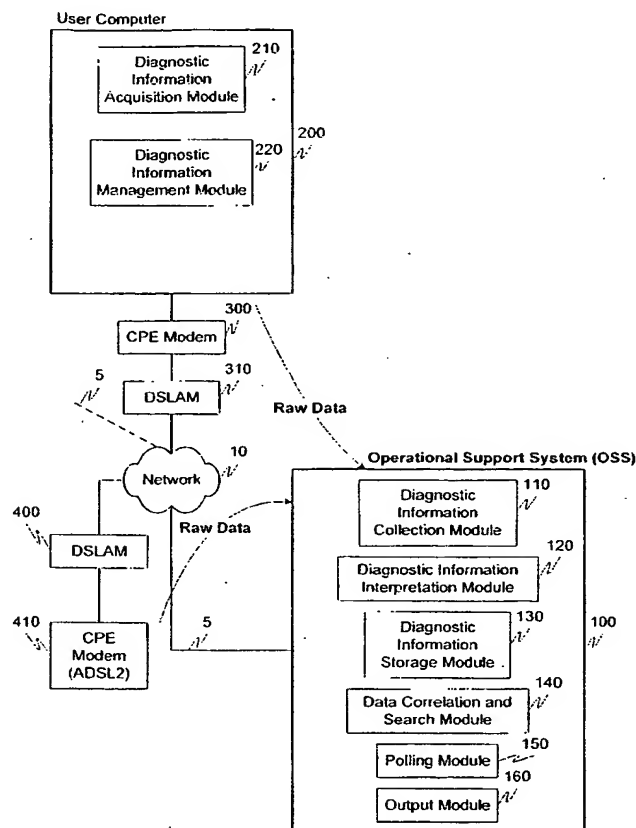 User Computer
210
Diagnostic
Information
Acquisition Module
220
Diagnostic
Information
Management Module
200
300
CPE Modem
310
5
DSLAM
Raw Data
10
Network
Operational Support System (OSS)
400
DSLAM
Raw Data
110
Diagnostic
Information
Collection Module
120
Diagnostic Information
Interpretation Module
410
CPE
Modem
(ADSL2)
5
130
Diagnostic
Information
Storage Module
100
140
Data Correlation and
Search Module
150
Polling Module
160
Output Module